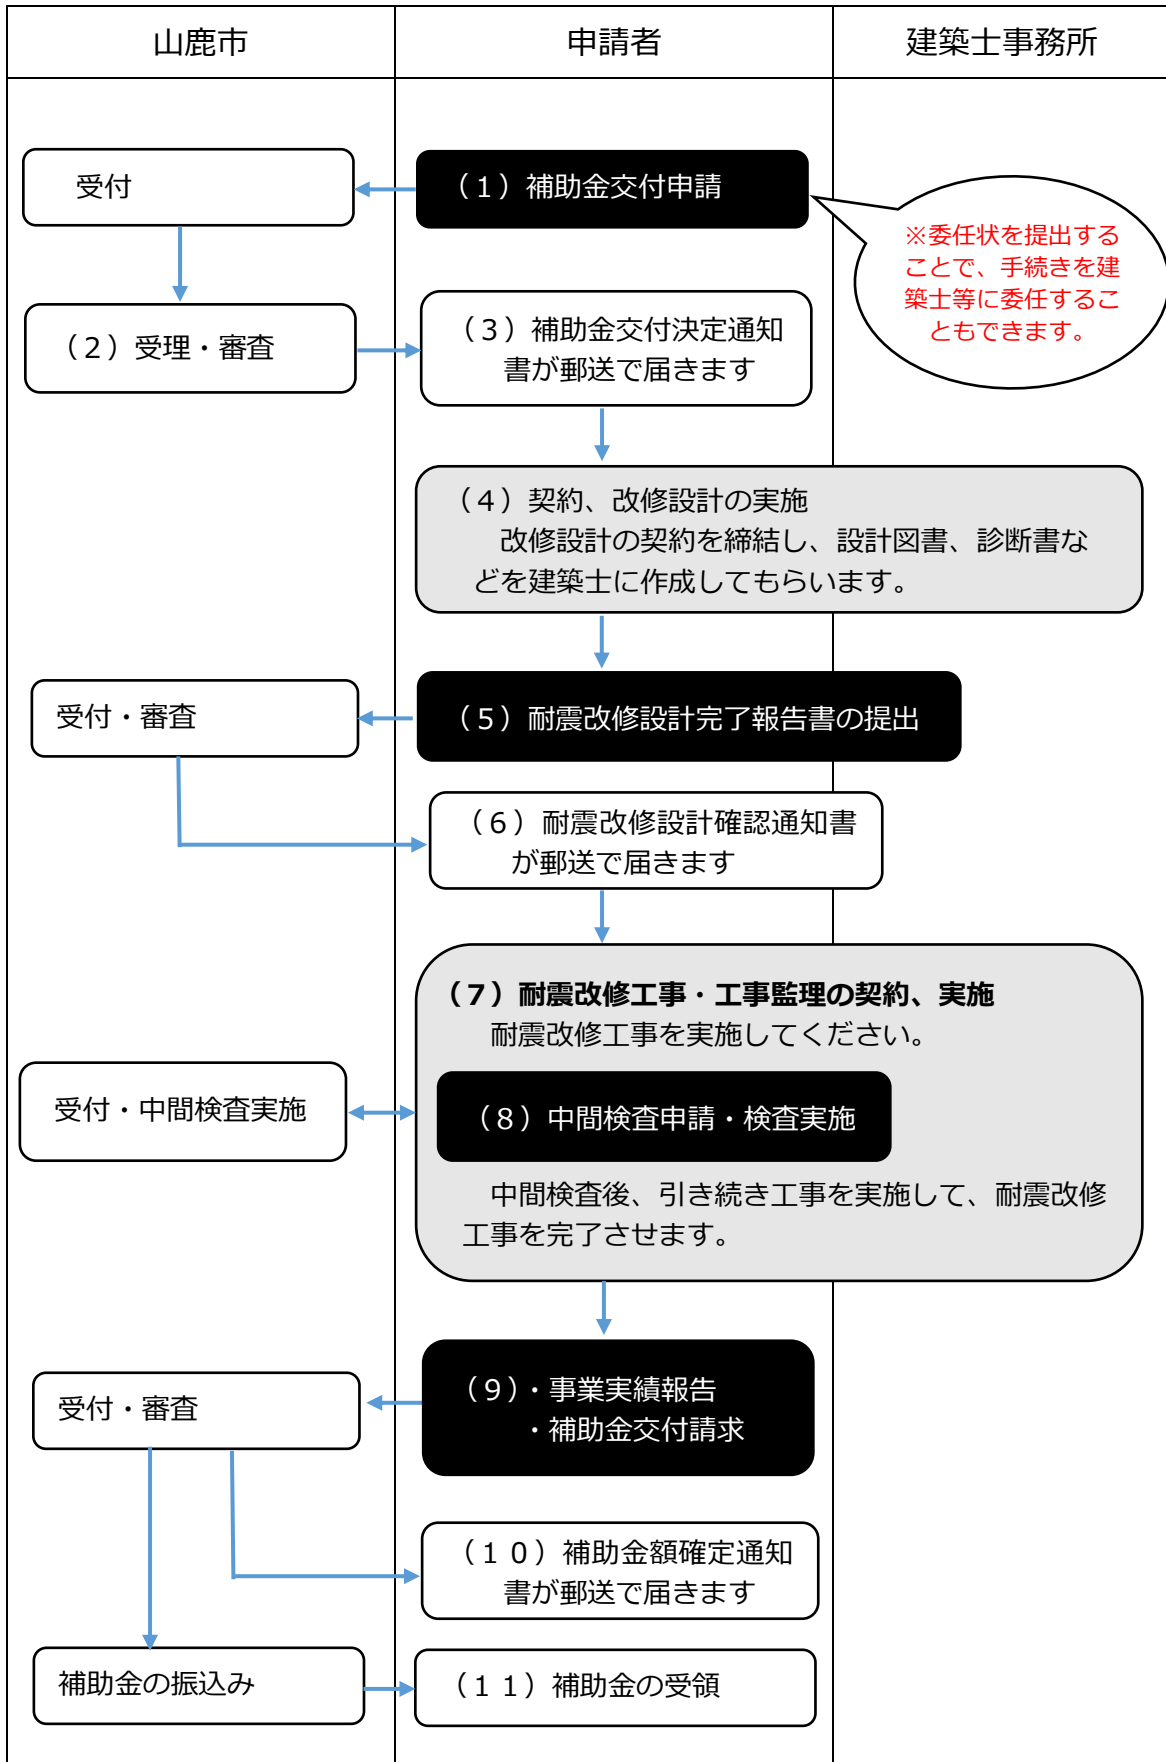 山鹿市
申請者
建築士事務所
受付
（１）補助金交付申請
※委任状を提出する
ことで、手続きを建
築士等に委任するこ
ともできます。
（２）受理・審査
（３）補助金交付決定通知
書が郵送で届きます
（４）契約、改修設計の実施
改修設計の契約を締結し、設計図書、診断書な
どを建築士に作成してもらいます。
受付・審査
（５）耐震改修設計完了報告書の提出
（６）耐震改修設計確認通知書
が郵送で届きます
（７）耐震改修工事・工事監理の契約、実施
耐震改修工事を実施してください。
受付・中間検査実施
（８）中間検査申請・検査実施
中間検査後、引き続き工事を実施して、耐震改修
工事を完了させます。
受付・審査
（９）・事業実績報告
・補助金交付請求
（１０）補助金額確定通知
書が郵送で届きます
補助金の振込み
（１１）補助金の受領